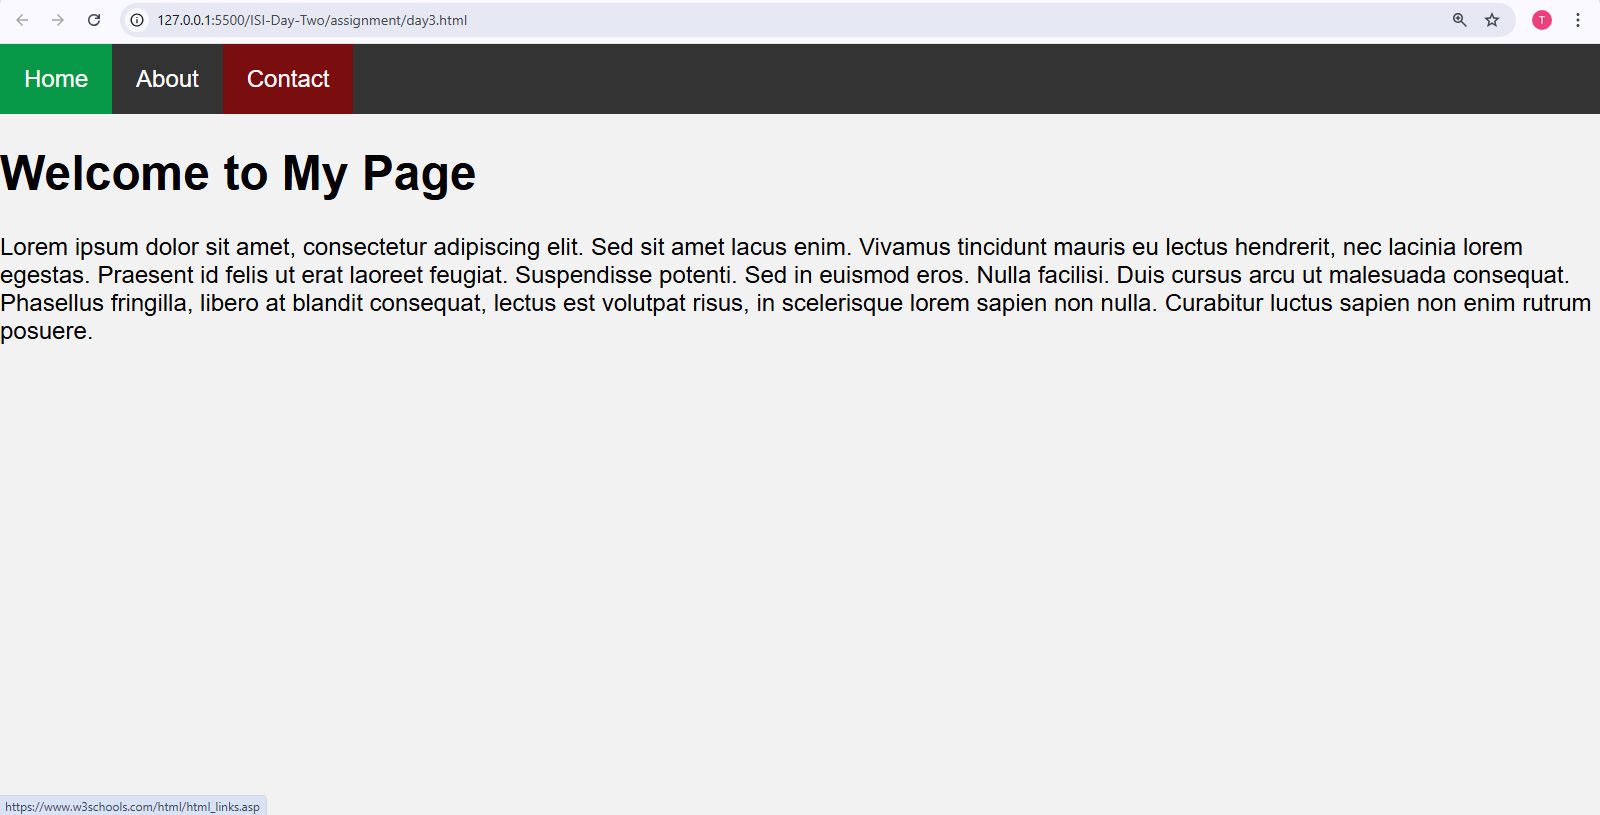 127.0.0.1:5500/ISI-Day-Two/assignment/day3.html
T
Home About Contact
Welcome to My Page
Lorem ipsum dolor sit amet, consectetur adipiscing elit. Sed sit amet lacus enim. Vivamus tincidunt mauris eu lectus hendrerit, nec lacinia lorem
egestas. Praesent id felis ut erat laoreet feugiat. Suspendisse potenti. Sed in euismod eros. Nulla facilisi. Duis cursus arcu ut malesuada consequat.
Phasellus fringilla, libero at blandit consequat, lectus est volutpat risus, in scelerisque lorem sapien non nulla. Curabitur luctus sapien non enim rutrum
posuere.
https://www.w3schools.com/html/html_links.asp